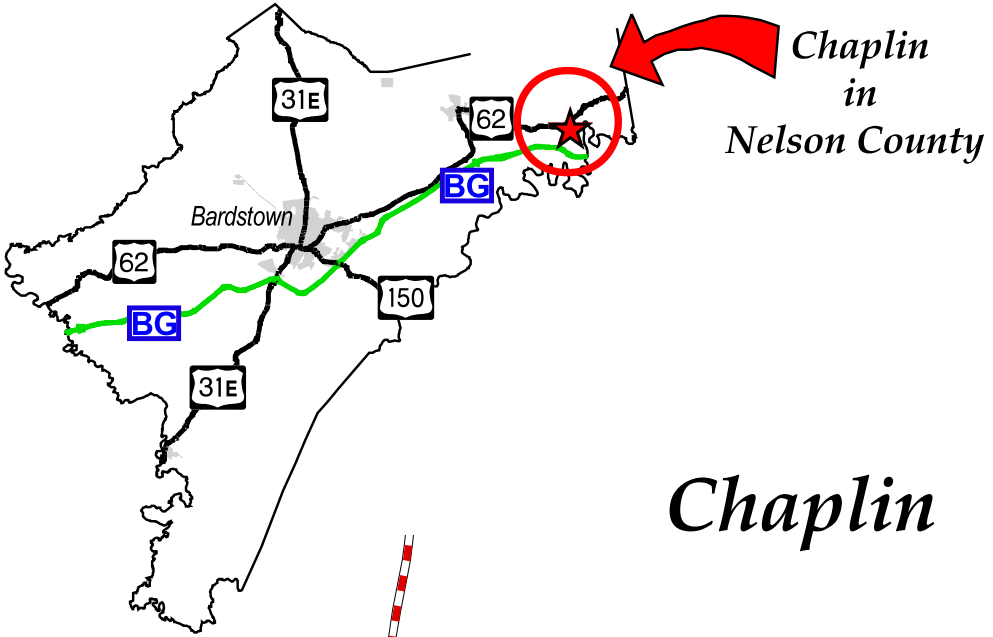 Chaplin
in
Nelson County
31E
62
BG
Bardstown
62
150
BG
31E
Chaplin